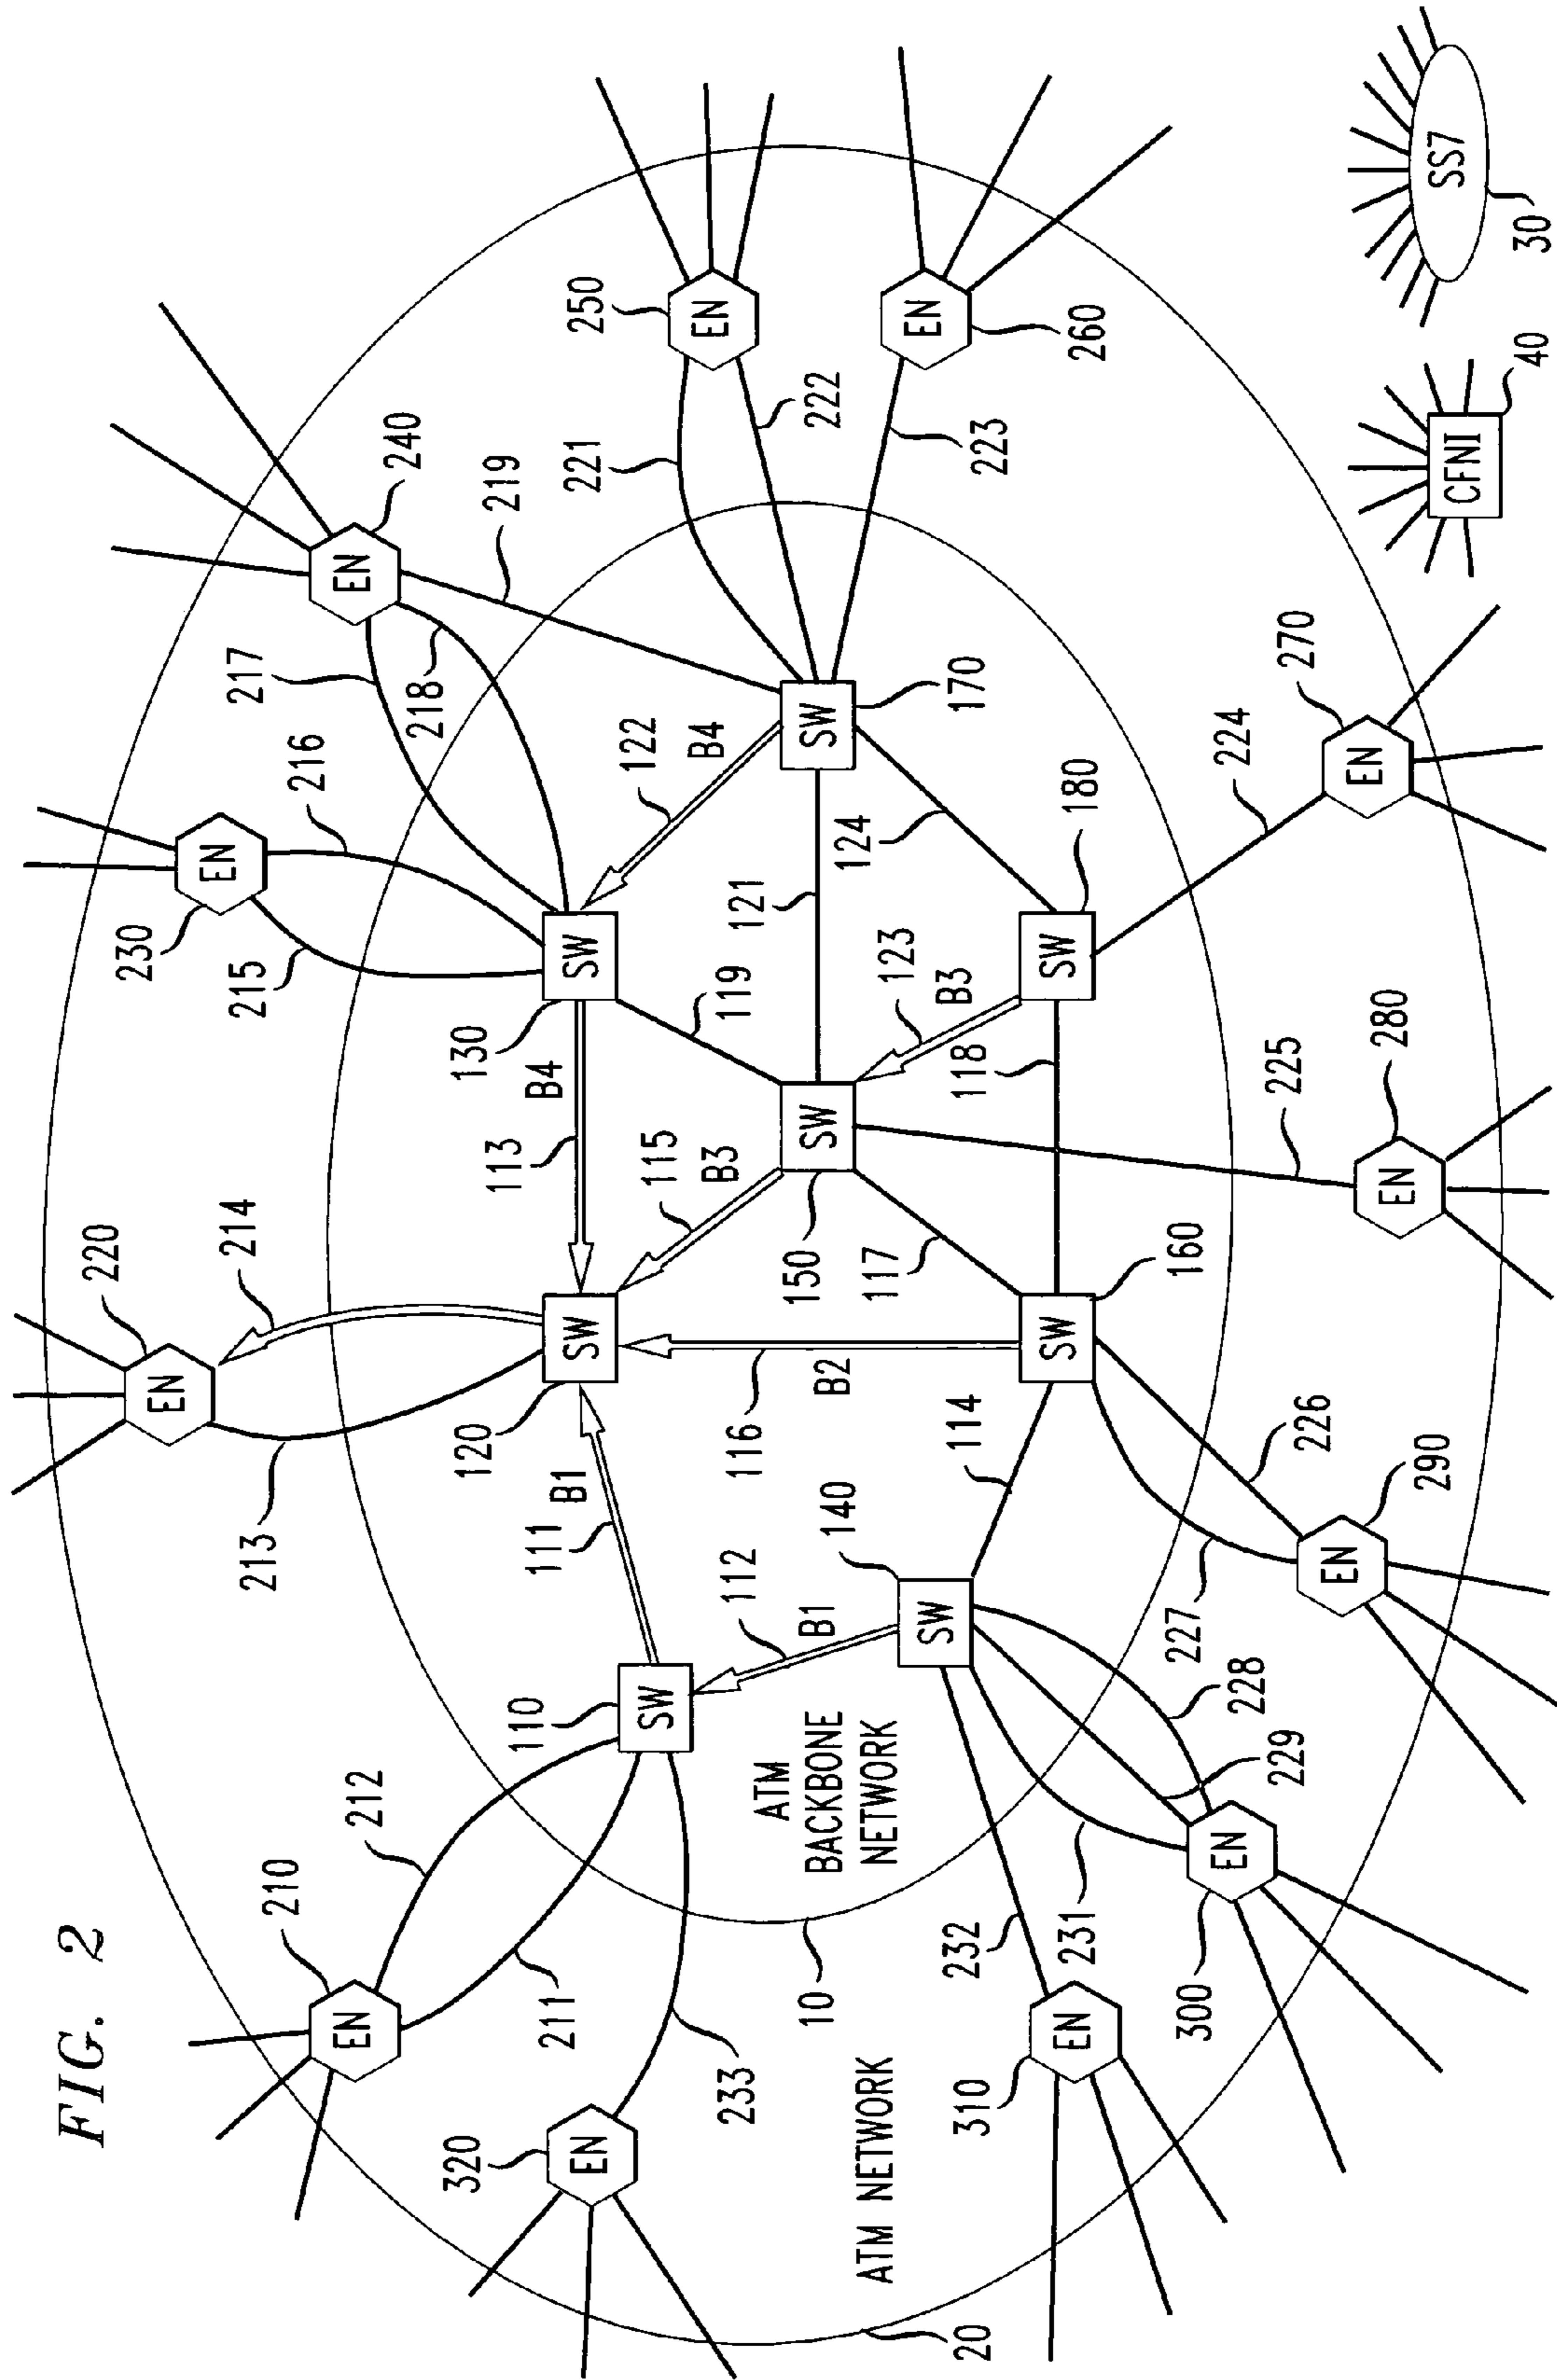 FIG. 2
220
214
EN
213
230
EN
216
215
217
240
EN
218
219
210
212
EN
211
320
EN
233
110
SW
111
B1
120
SW
113
B4
130
SW
122
B4
221
250
EN
222
223
EN
260
112
B1
116
B2
115
B3
119
121
170
SW
150
SW
117
118
123
B3
124
180
SW
140
SW
114
160
SW
ATM
BACKBONE
NETWORK
10
ATM NETWORK
20
232
231
310
EN
300
EN
229
228
227
226
290
EN
225
280
EN
224
270
EN
CFNI
40
SS7
30